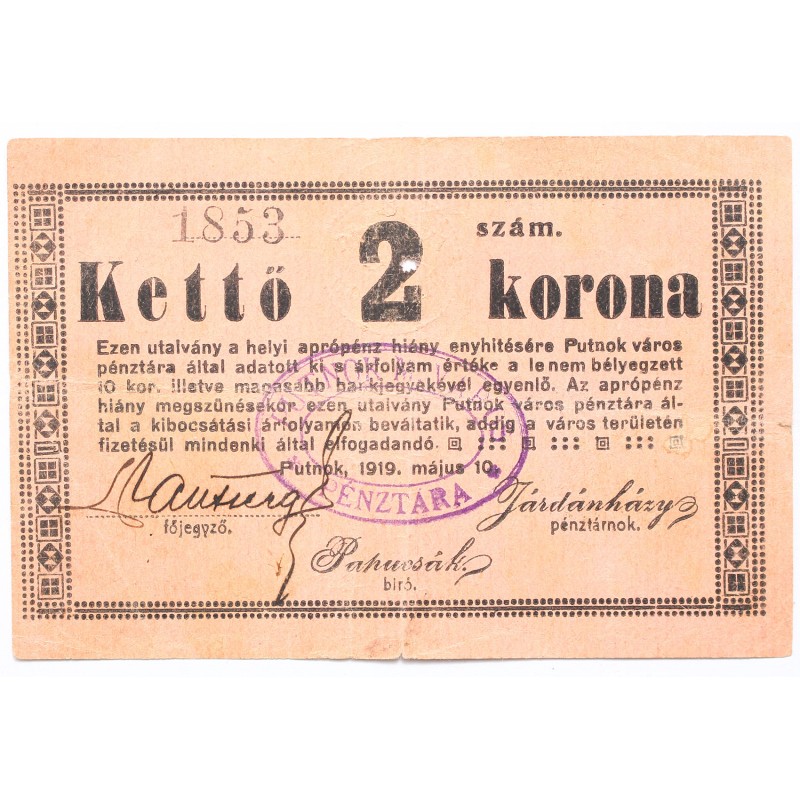 1853 2 szám.
Kettő korona
Ezen utalvány a helyi aprópénz hiány enyhitésére Putnok város
pénztára által adatott ki s árfolyam értéke a le nem bélyegzett
10 kor. illetve magasabb bankjegyekével egyenlő. Az aprópénz
hiány megszünésekor ezen utalvány Putnok város pénztára ál-
tal a kibocsátási árfolyamon beváltatik, addig a város területén
fizetésül mindenki által elfogadandó.
Putnok, 1919. május 10.
PUTNOK VÁROS
PÉNZTÁRA
Járdánházy
főjegyző. pénztárnok.
Papucsák
biró.